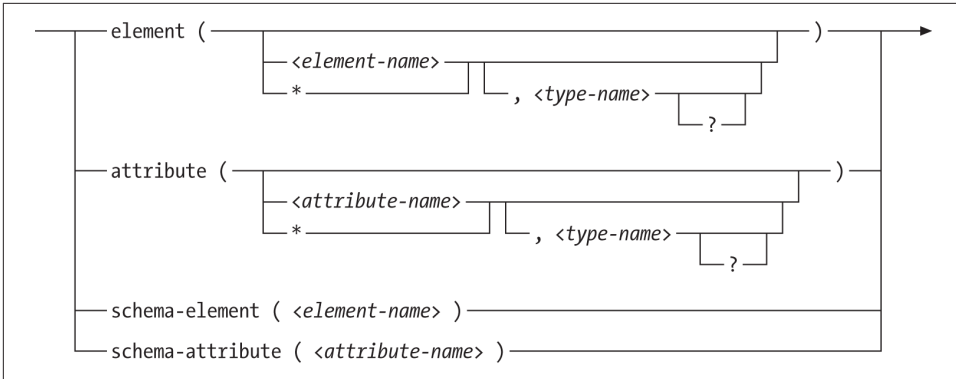 element ( )
<element-name>
*
, <type-name>
?
attribute ( )
<attribute-name>
*
, <type-name>
?
schema-element ( <element-name> )
schema-attribute ( <attribute-name> )